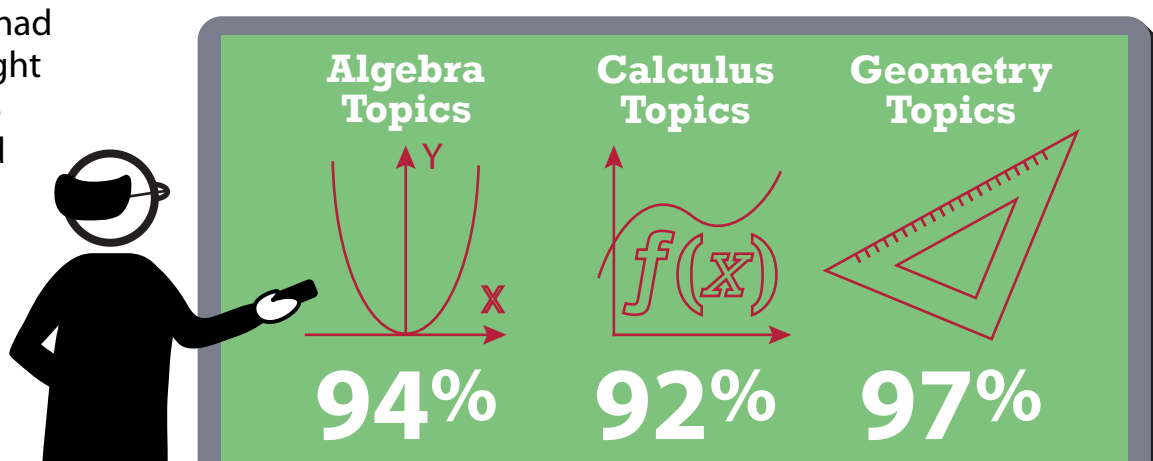 had
ght
d
Algebra
Topics
Calculus
Topics
Geometry
Topics
Y
X
f(x)
94%
92%
97%